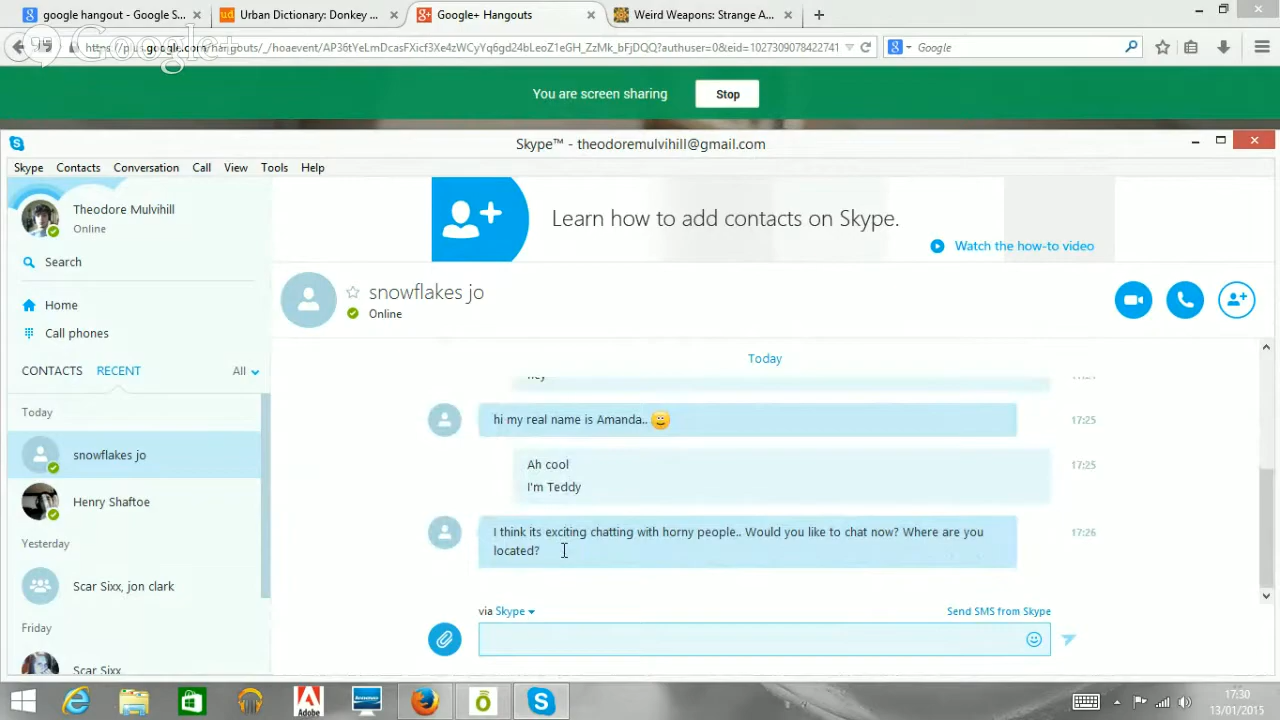 google hangout - Google S...
Urban Dictionary: Donkey ...
Google+ Hangouts
Weird Weapons: Strange A...
Google+
Google
You are screen sharing
Stop
Skype™ - theodoremulvihill@gmail.com
Skype Contacts Conversation Call View Tools Help
Theodore Mulvihill
Online
Search
Home
Call phones
CONTACTS RECENT All
Today
snowflakes jo
Henry Shaftoe
Yesterday
Scar Sixx, jon clark
Friday
Scar Sixx
Learn how to add contacts on Skype.
Watch the how-to video
snowflakes jo
Online
Today
hey
hi my real name is Amanda..
17:25
Ah cool
17:25
I'm Teddy
I think its exciting chatting with horny people.. Would you like to chat now? Where are you
17:26
located?
via Skype
Send SMS from Skype
Adobe
17:30
13/01/2015